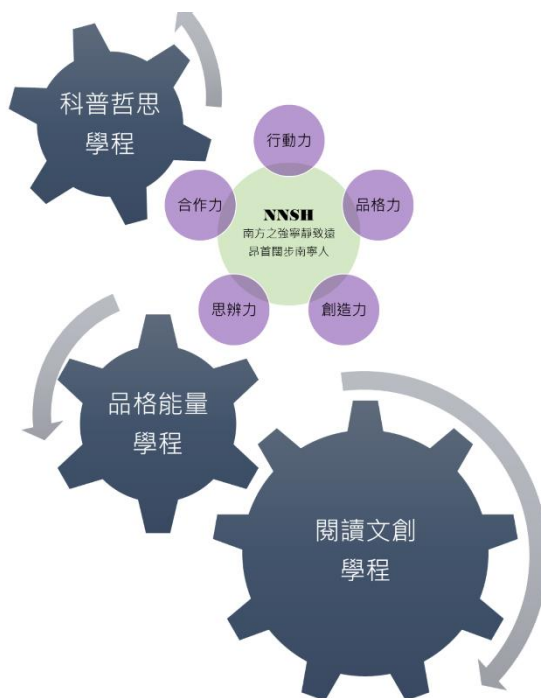 科普哲思
學程
行動力
合作力
品格力
NNSH
南方之強寧靜致遠
昂首闊步南寧人
思辨力
創造力
品格能量
學程
閱讀文創
學程